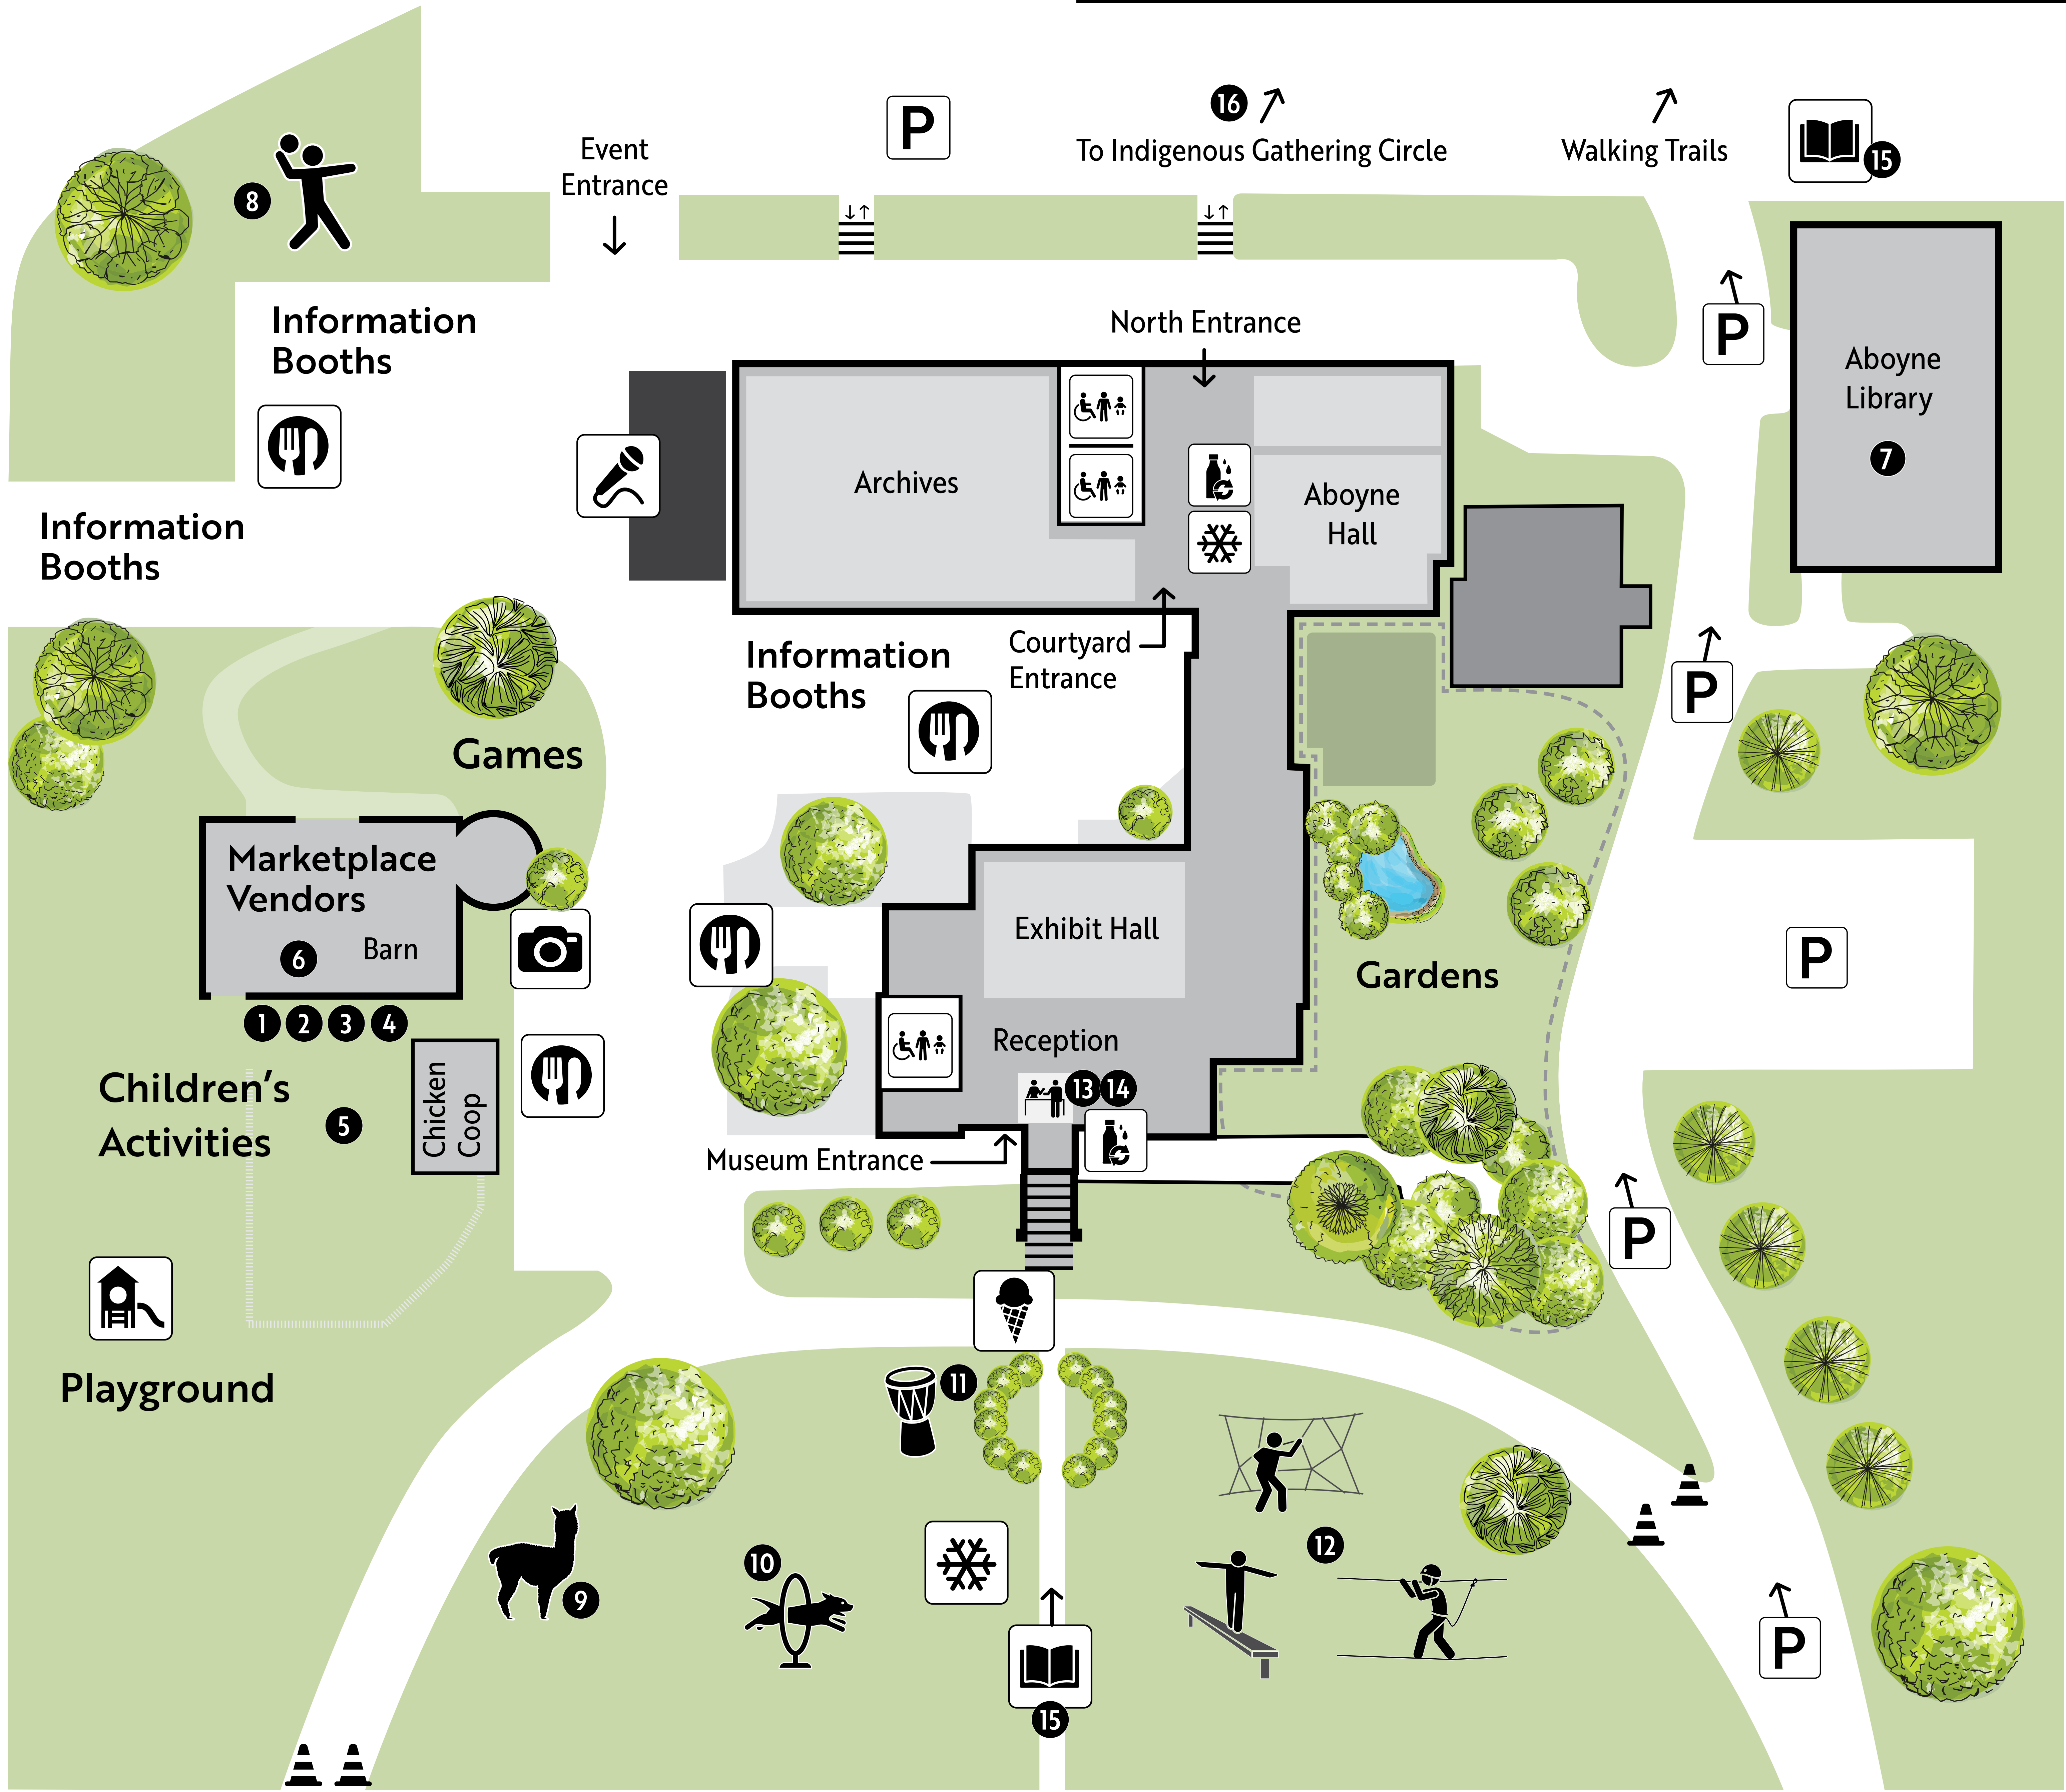 P
16
To Indigenous Gathering Circle
Walking Trails
15
Event
Entrance
8
North Entrance
P
Information
Booths
Aboyne
Library
7
Archives
Aboyne
Hall
Information
Booths
Courtyard
Entrance
Information
Booths
P
Games
Marketplace
Vendors
6
Barn
Exhibit Hall
Gardens
P
1 2 3 4
Reception
13 14
Children's
Activities
5
Chicken
Coop
Museum Entrance
P
Playground
11
12
10
9
15
P